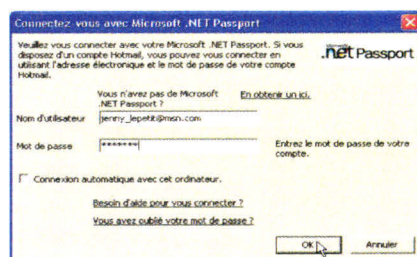 Connectez-vous avec Microsoft .NET Passport
Veuillez vous connecter avec votre Microsoft .NET Passport. Si vous
disposez d'un compte Hotmail, vous pouvez vous connecter en
utilisant l'adresse électronique et le mot de passe de votre compte
Hotmail.
Microsoft
.net Passport
Vous n'avez pas de Microsoft
.NET Passport ?
En obtenir un ici.
Nom d'utilisateur
jenny_lepetit@msn.com
Mot de passe
*******
Entrez le mot de passe de votre
compte.
Connexion automatique avec cet ordinateur.
Besoin d'aide pour vous connecter ?
Vous avez oublié votre mot de passe ?
OK
Annuler